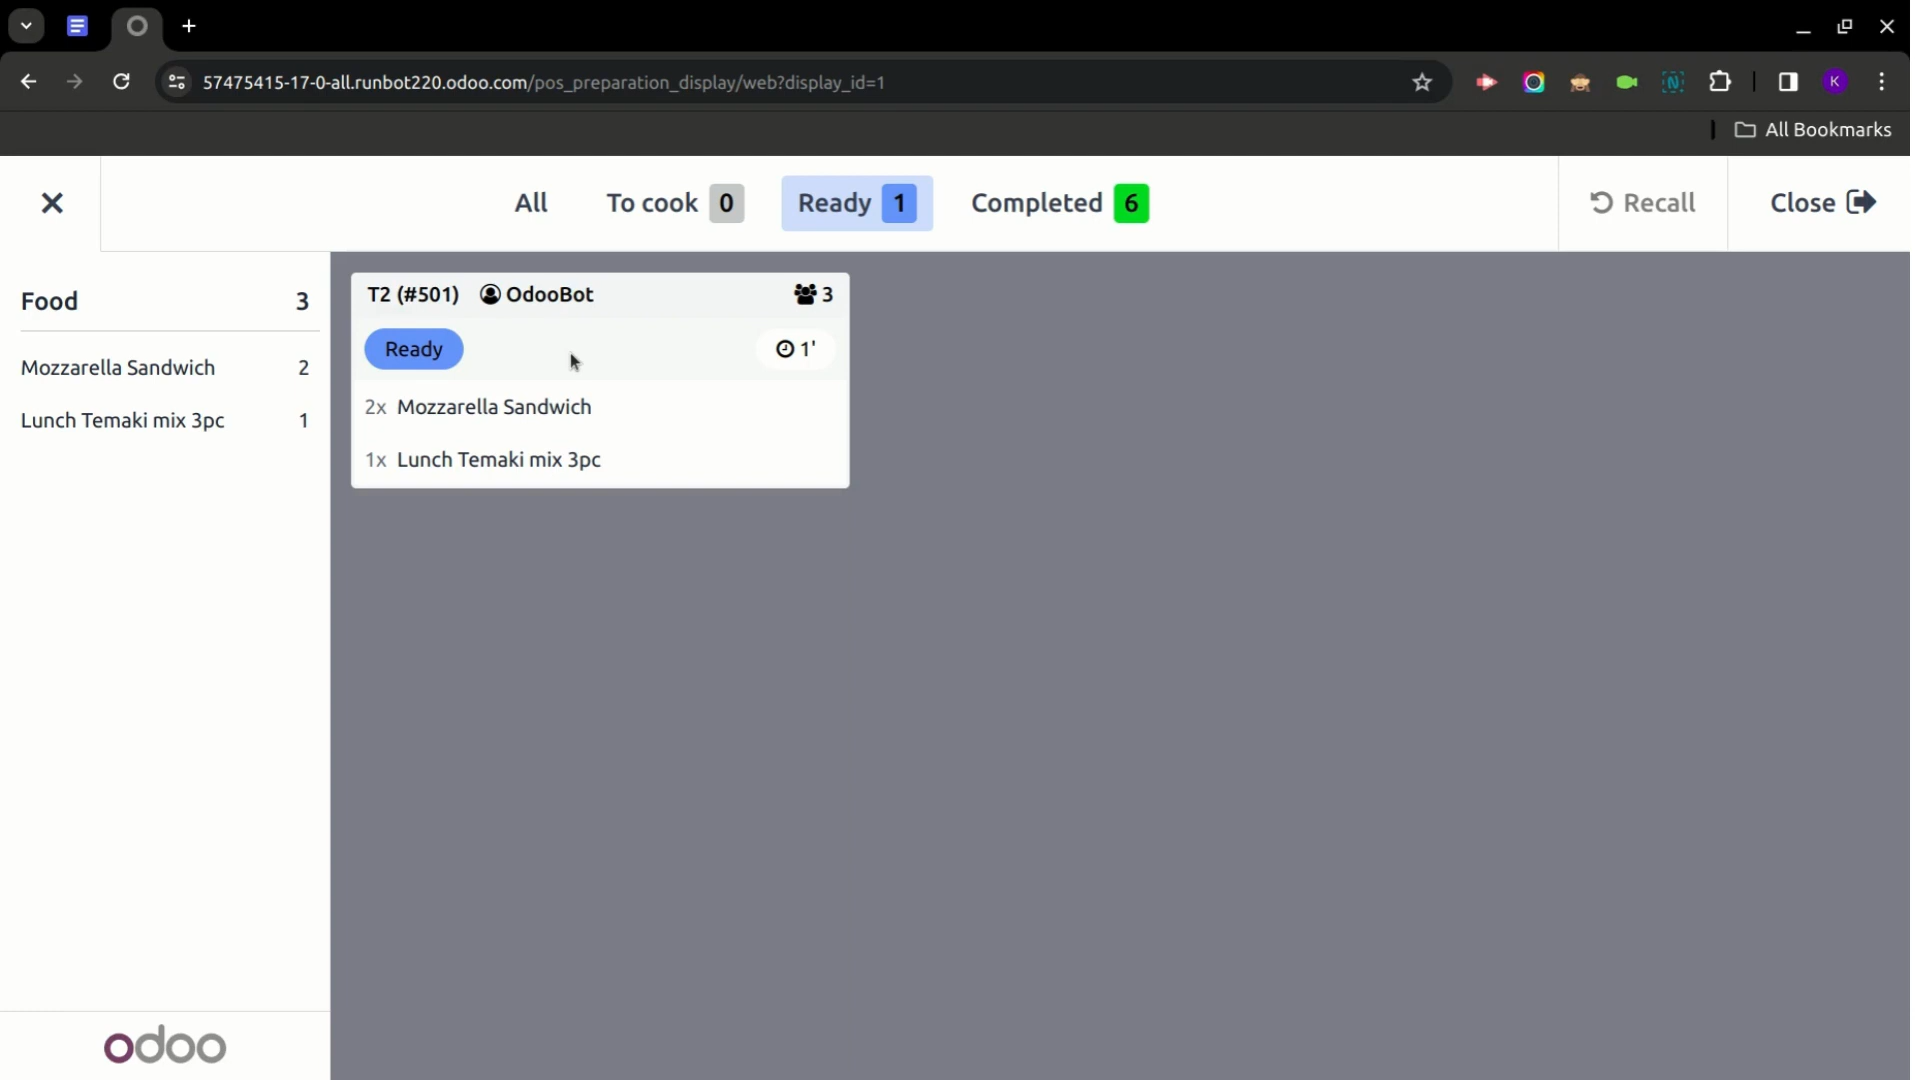 57475415-17-0-all.runbot220.odoo.com/pos_preparation_display/web?display_id=1
K
All Bookmarks
All
To cook 0
Ready 1
Completed 6
Recall
Close
Food 3
Mozzarella Sandwich 2
Lunch Temaki mix 3pc 1
T2 (#501) OdooBot 3
Ready 1'
2x Mozzarella Sandwich
1x Lunch Temaki mix 3pc
odoo